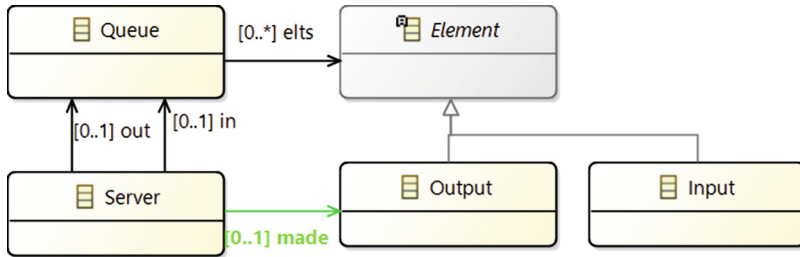 Queue
[0..*] elts
Element
[0..1] out
[0..1] in
Server
Output
Input
[0..1] made